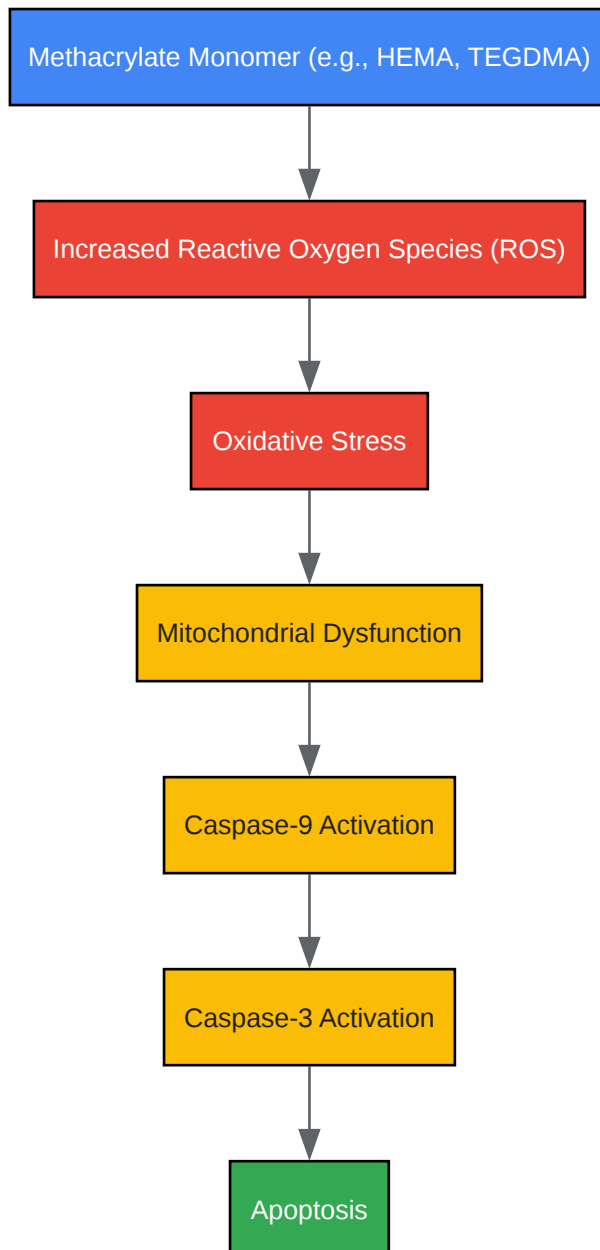 Methacrylate Monomer (e.g., HEMA, TEGDMA)
Increased Reactive Oxygen Species (ROS)
Oxidative Stress
Mitochondrial Dysfunction
Caspase-9 Activation
Caspase-3 Activation
Apoptosis